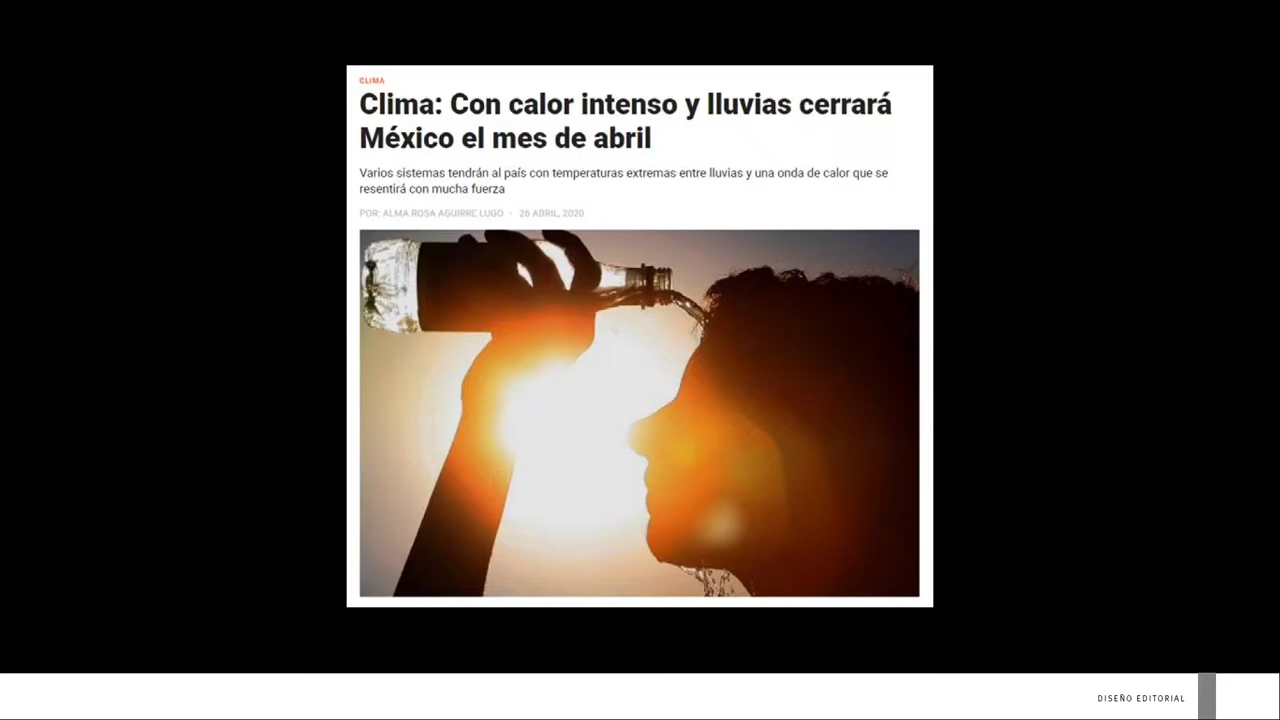 CLIMA
Clima: Con calor intenso y lluvias cerrará
México el mes de abril
Varios sistemas tendrán al país con temperaturas extremas entre lluvias y una onda de calor que se
resentirá con mucha fuerza
POR: ALMA ROSA AGUIRRE LUGO - 26 ABRIL, 2020
DISEÑO EDITORIAL